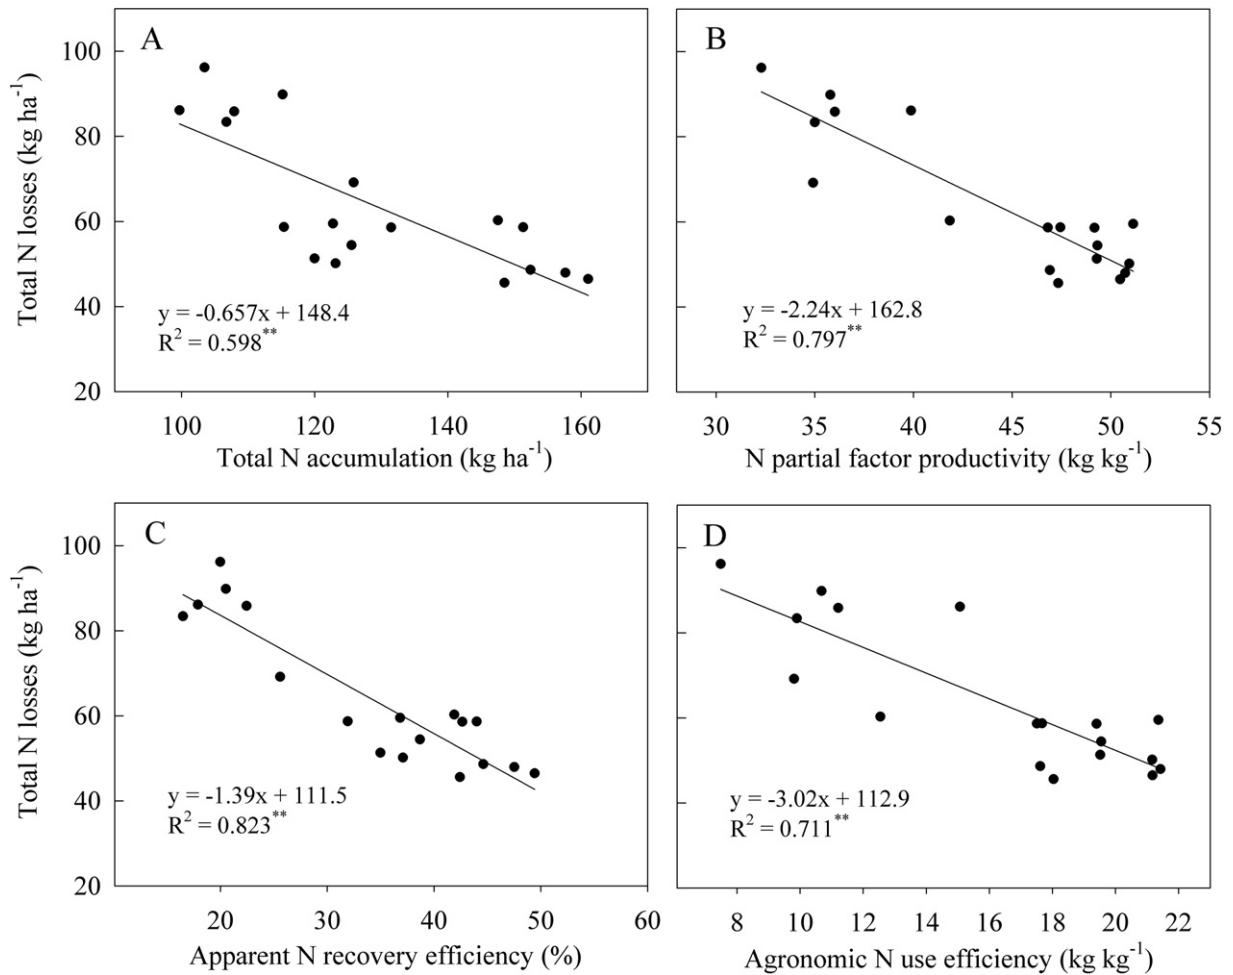 A
B
Total N losses (kg ha⁻¹)
100
80
60
40
20
y = -0.657x + 148.4
R² = 0.598**
y = -2.24x + 162.8
R² = 0.797**
100 120 140 160
30 35 40 45 50 55
Total N accumulation (kg ha⁻¹)
N partial factor productivity (kg kg⁻¹)
C
D
Total N losses (kg ha⁻¹)
100
80
60
40
20
y = -1.39x + 111.5
R² = 0.823**
y = -3.02x + 112.9
R² = 0.711**
20 30 40 50 60
8 10 12 14 16 18 20 22
Apparent N recovery efficiency (%)
Agronomic N use efficiency (kg kg⁻¹)